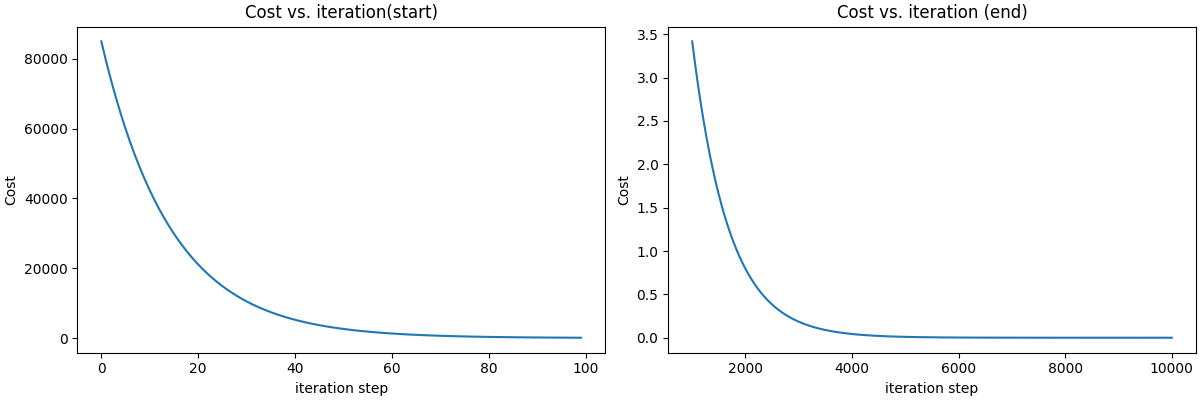 Cost vs. iteration(start)
Cost
80000
60000
40000
20000
0
0 20 40 60 80 100
iteration step
Cost vs. iteration (end)
Cost
3.5
3.0
2.5
2.0
1.5
1.0
0.5
0.0
2000 4000 6000 8000 10000
iteration step